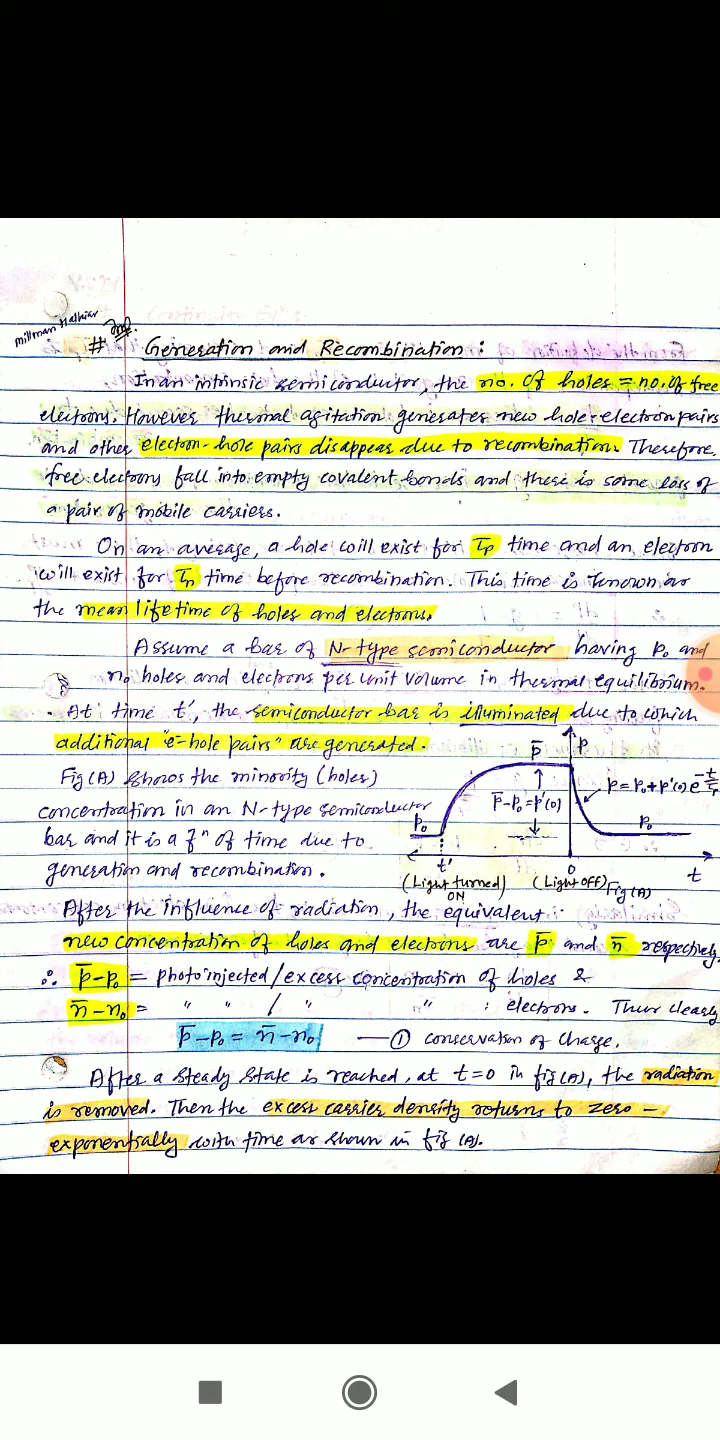 Millman Halkias
# Imf. Generation and Recombination :
In an intrinsic semiconductor, the no. of holes = no. of free
electrons. However thermal agitation generates new hole-electron pairs
and other electron-hole pairs disappear due to recombination. Therefore,
free electrons fall into empty covalent bonds and there is some loss of
a pair of mobile carriers.
On an average, a hole will exist for τp time and an electron
will exist for τn time before recombination. This time is known as
the mean lifetime of holes and electrons.
Assume a bar of N-type semiconductor having p₀ and
n₀ holes and electrons per unit volume in thermal equilibrium.
. At time t', the semiconductor bar is illuminated due to which
additional "e-hole pairs" are generated.
Fig (A) shows the minority (holes)
concentration in an N-type semiconductor
bar and it is a fⁿ of time due to
generation and recombination.
p̄
p
p̄-p₀ = p'(0)
p = p₀ + p'(0) e^-t/τp
p₀
p₀
t'
0
t
(Light turned ON)
(Light OFF)
Fig (A)
After the influence of radiation, the equivalent
new concentration of holes and electrons are p̄ and n̄ respectively.
∴ p̄-p₀ = photoinjected/excess concentration of holes &
n̄-n₀ = " " / " " : electrons. Thus clearly
p̄-p₀ = n̄-n₀ — ① conservation of charge.
After a steady state is reached, at t=0 in fig (A), the radiation
is removed. Then the excess carrier density returns to zero —
exponentially with time as shown in fig (A).